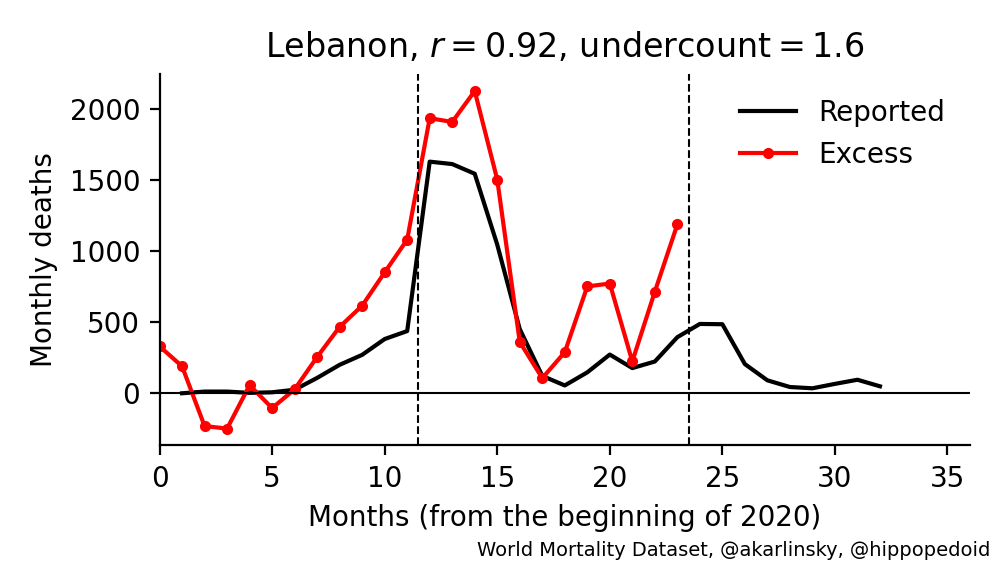 Lebanon, r = 0.92, undercount = 1.6
2000
1500
1000
500
0
Monthly deaths
Reported
Excess
0 5 10 15 20 25 30 35
Months (from the beginning of 2020)
World Mortality Dataset, @akarlinsky, @hippopedoid